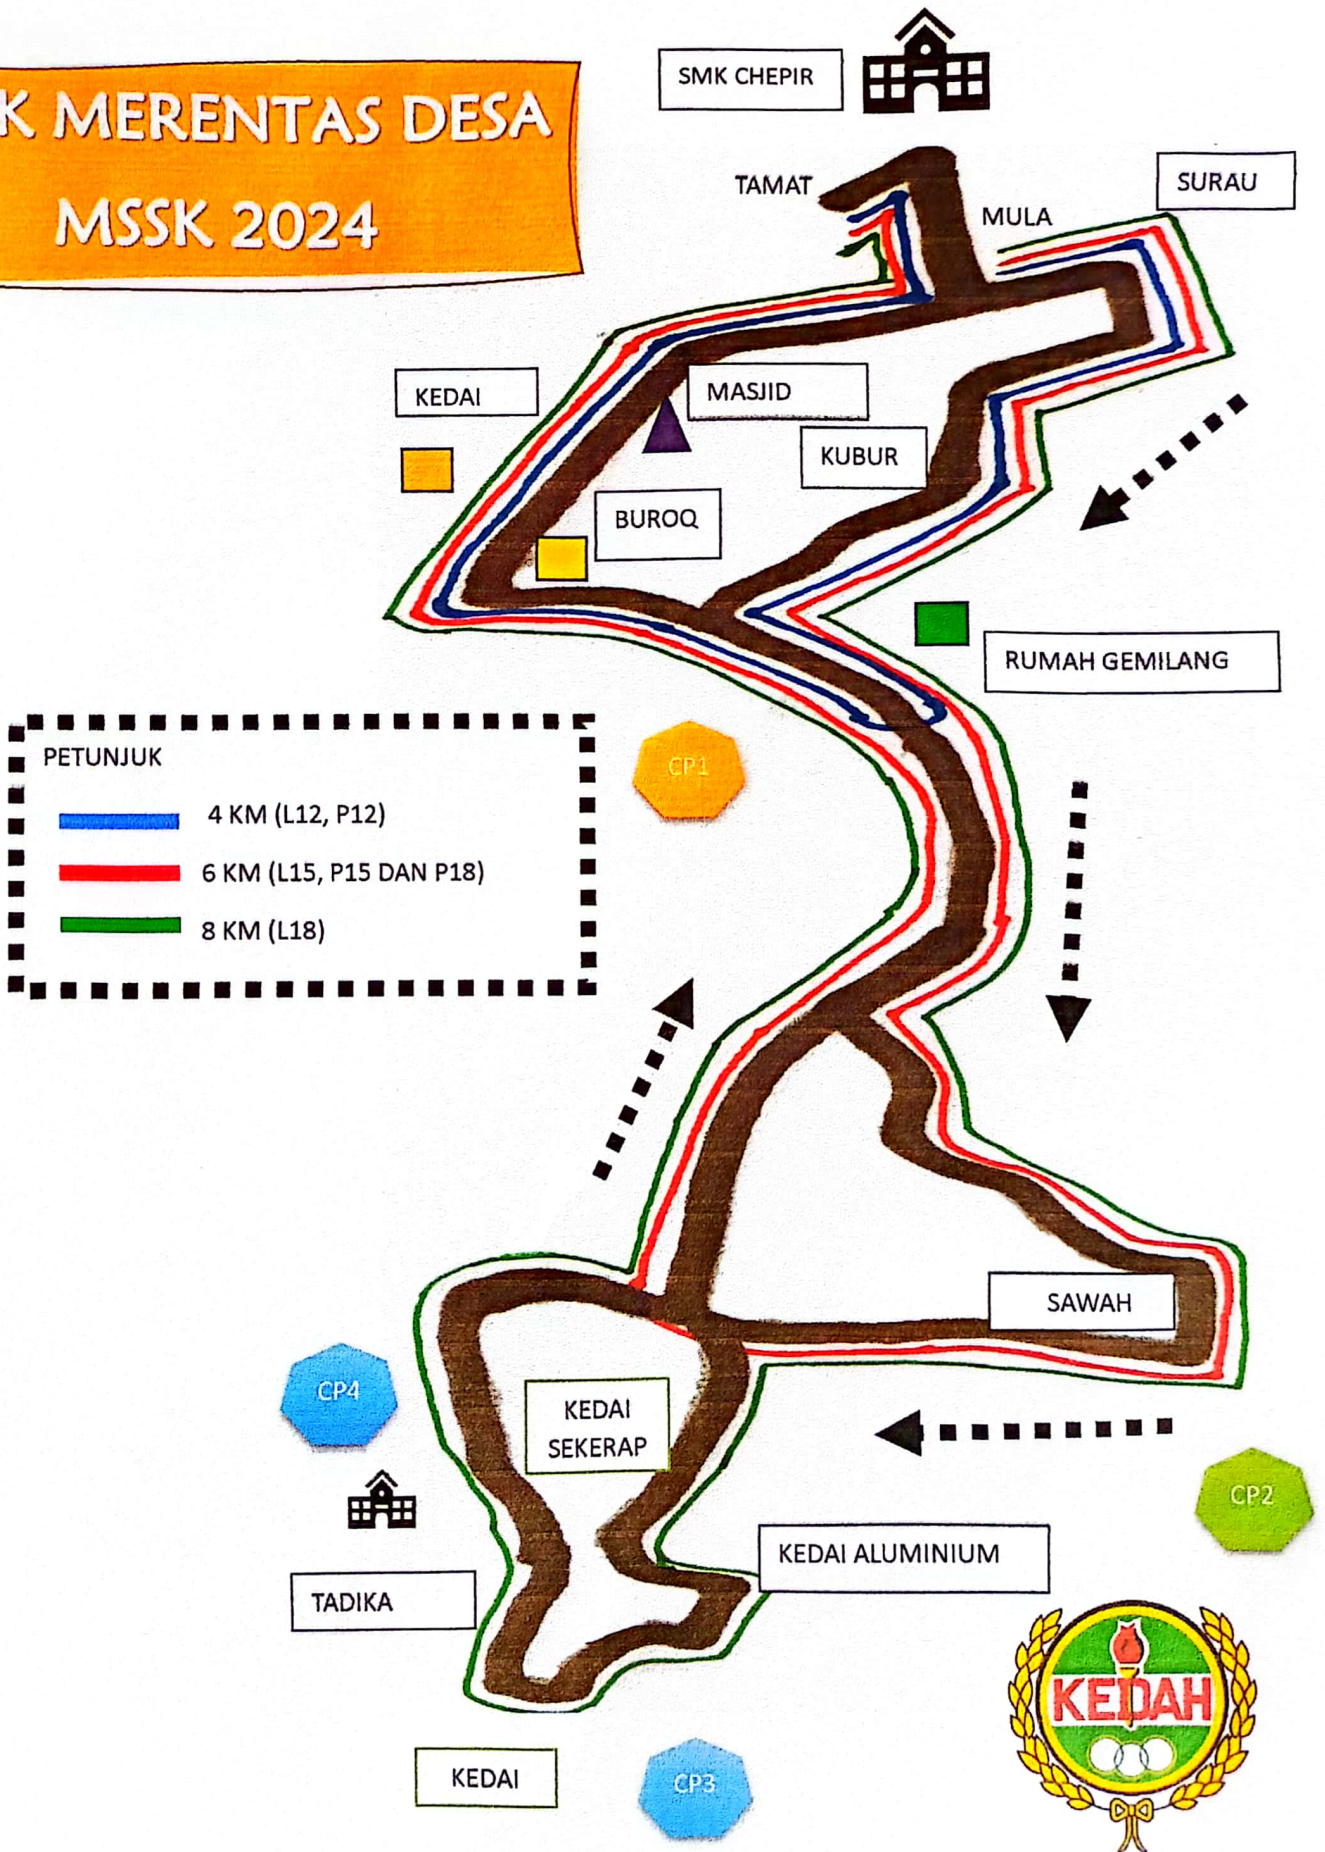 K MERENTAS DESA
MSSK 2024
SMK CHEPIR
TAMAT
MULA
SURAU
KEDAI
MASJID
KUBUR
BUROQ
RUMAH GEMILANG
PETUNJUK
4 KM (L12, P12)
6 KM (L15, P15 DAN P18)
8 KM (L18)
CP1
SAWAH
CP4
KEDAI
SEKERAP
CP2
KEDAI ALUMINIUM
TADIKA
KEDAH
KEDAI
CP3